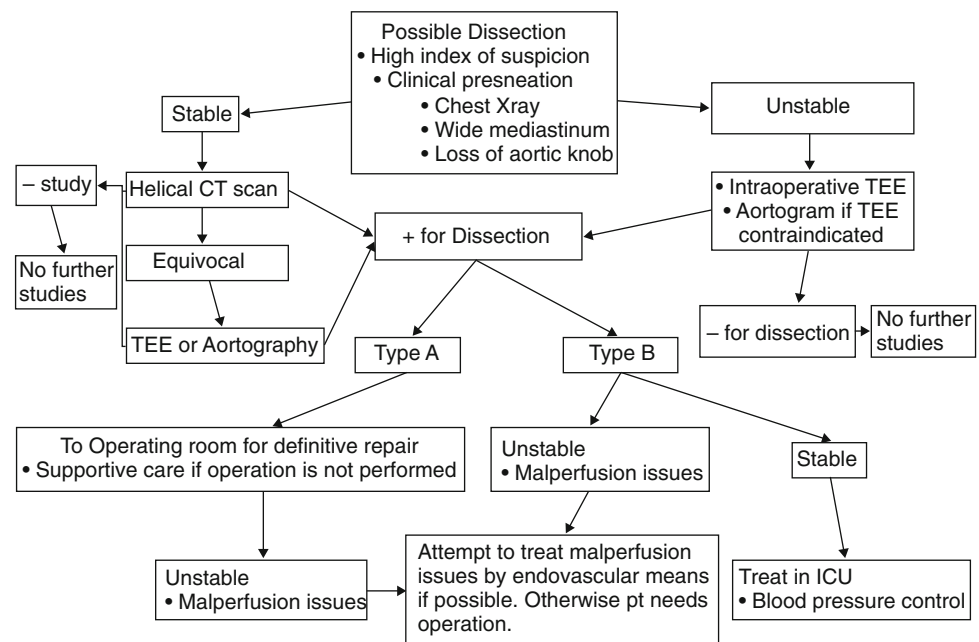 Possible Dissection
• High index of suspicion
• Clinical presneation
• Chest Xray
• Wide mediastinum
• Loss of aortic knob
Stable
Unstable
– study
Helical CT scan
• Intraoperative TEE
• Aortogram if TEE
contraindicated
+ for Dissection
No further
studies
Equivocal
TEE or Aortography
– for dissection
No further
studies
Type A
Type B
To Operating room for definitive repair
• Supportive care if operation is not performed
Unstable
• Malperfusion issues
Stable
Unstable
• Malperfusion issues
Attempt to treat malperfusion
issues by endovascular means
if possible. Otherwise pt needs
operation.
Treat in ICU
• Blood pressure control